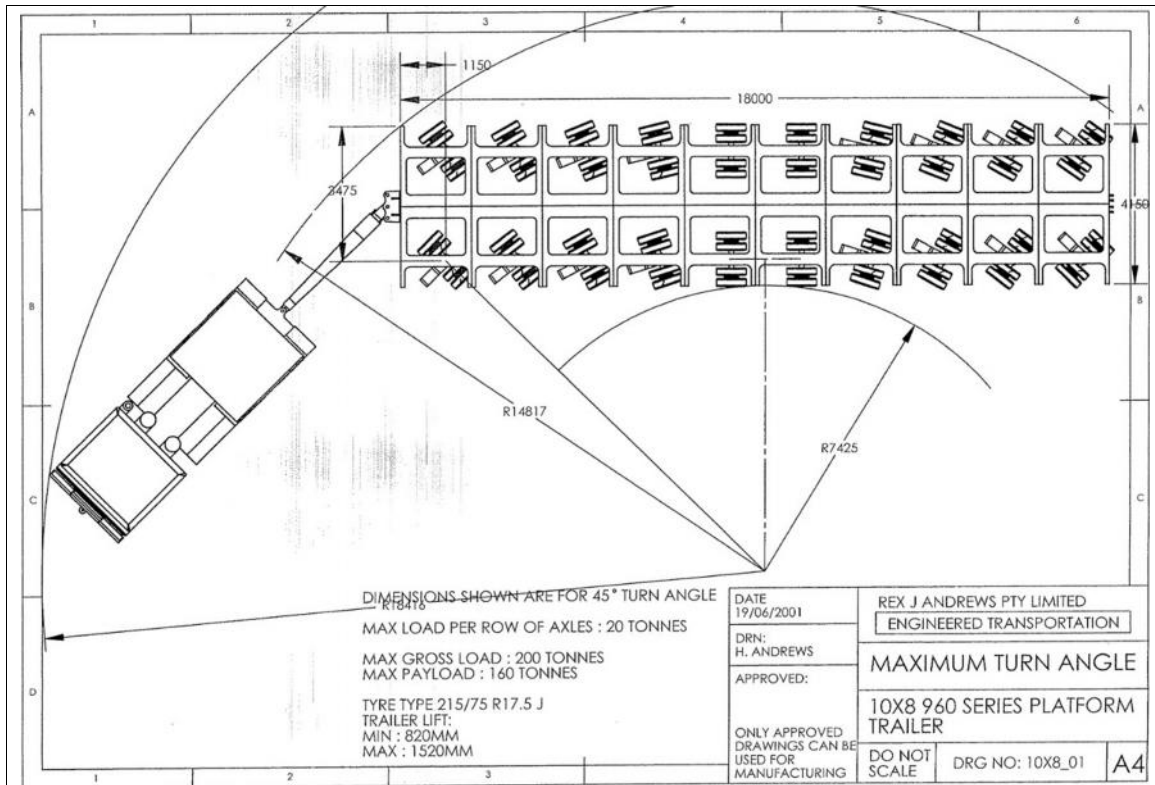 1 2 3 4 5 6
A
A
1150
18000
3475
4150
B
B
R14817
R7425
C
C
DIMENSIONS SHOWN ARE FOR 45° TURN ANGLE
R18416
MAX LOAD PER ROW OF AXLES : 20 TONNES
MAX GROSS LOAD : 200 TONNES
MAX PAYLOAD : 160 TONNES
TYRE TYPE 215/75 R17.5 J
TRAILER LIFT:
MIN : 820MM
MAX : 1520MM
D
DATE
19/06/2001
DRN:
H. ANDREWS
APPROVED:
ONLY APPROVED
DRAWINGS CAN BE
USED FOR
MANUFACTURING
REX J ANDREWS PTY LIMITED
ENGINEERED TRANSPORTATION
MAXIMUM TURN ANGLE
10X8 960 SERIES PLATFORM
TRAILER
DO NOT
SCALE
DRG NO: 10X8_01
A4
1 2 3